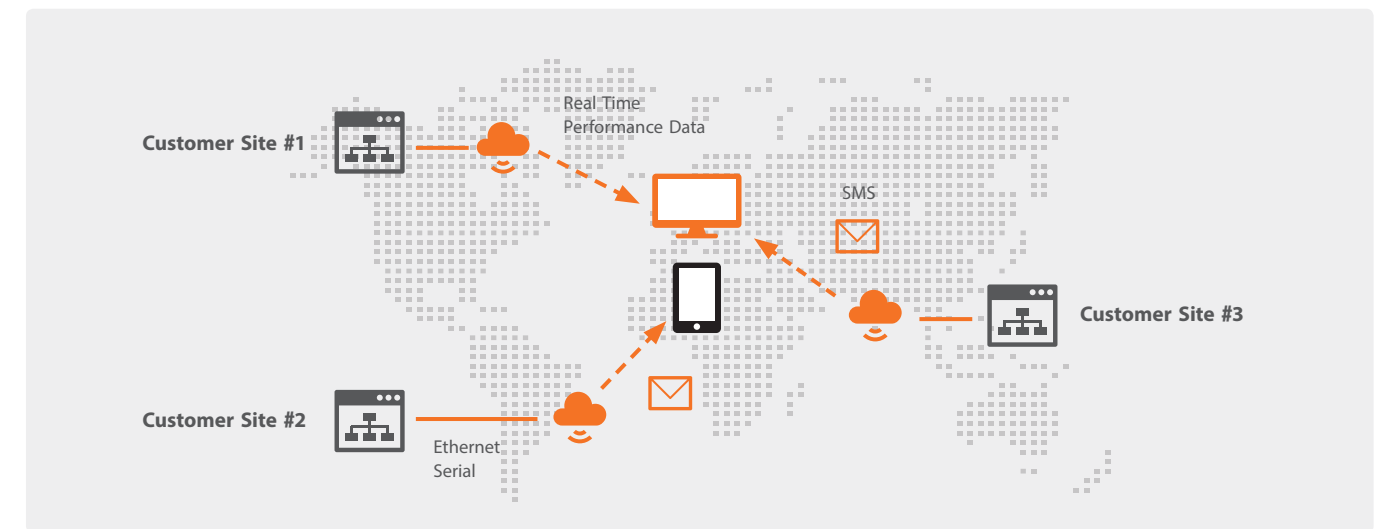 Real Time
Performance Data
Customer Site #1
SMS
Customer Site #3
Customer Site #2
Ethernet
Serial